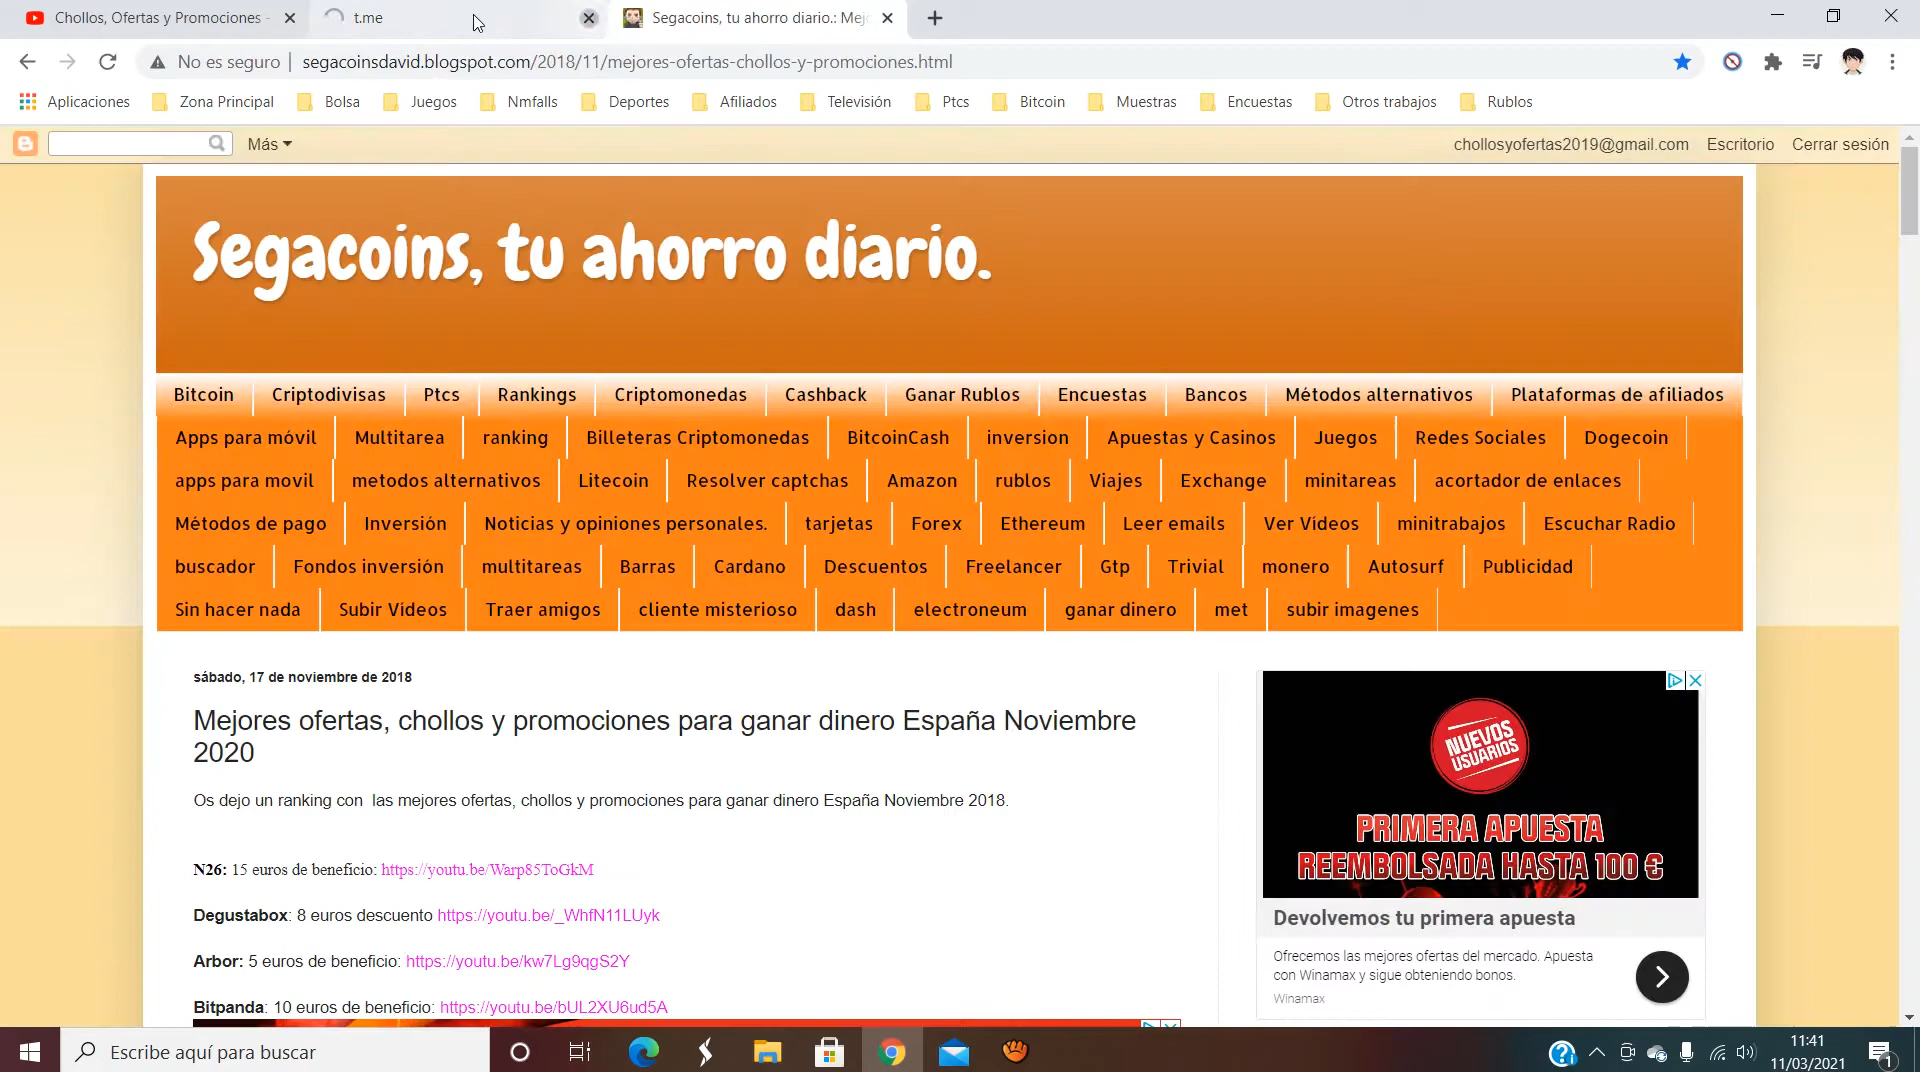 Chollos, Ofertas y Promociones -
t.me
Segacoins, tu ahorro diario.: Mej
No es seguro | segacoinsdavid.blogspot.com/2018/11/mejores-ofertas-chollos-y-promociones.html
Aplicaciones Zona Principal Bolsa Juegos Nmfalls Deportes Afiliados Televisión Ptcs Bitcoin Muestras Encuestas Otros trabajos Rublos
Más chollosyofertas2019@gmail.com Escritorio Cerrar sesión
Segacoins, tu ahorro diario.
Bitcoin Criptodivisas Ptcs Rankings Criptomonedas Cashback Ganar Rublos Encuestas Bancos Métodos alternativos Plataformas de afiliados
Apps para móvil Multitarea ranking Billeteras Criptomonedas BitcoinCash inversion Apuestas y Casinos Juegos Redes Sociales Dogecoin
apps para movil metodos alternativos Litecoin Resolver captchas Amazon rublos Viajes Exchange minitareas acortador de enlaces
Métodos de pago Inversión Noticias y opiniones personales. tarjetas Forex Ethereum Leer emails Ver Vídeos minitrabajos Escuchar Radio
buscador Fondos inversión multitareas Barras Cardano Descuentos Freelancer Gtp Trivial monero Autosurf Publicidad
Sin hacer nada Subir Vídeos Traer amigos cliente misterioso dash electroneum ganar dinero met subir imagenes
sábado, 17 de noviembre de 2018
Mejores ofertas, chollos y promociones para ganar dinero España Noviembre
2020
Os dejo un ranking con las mejores ofertas, chollos y promociones para ganar dinero España Noviembre 2018.
N26: 15 euros de beneficio: https://youtu.be/Warp85ToGkM
Degustabox: 8 euros descuento https://youtu.be/_WhfN11LUyk
Arbor: 5 euros de beneficio: https://youtu.be/kw7Lg9qgS2Y
Bitpanda: 10 euros de beneficio: https://youtu.be/bUL2XU6ud5A
NUEVOS
USUARIOS
PRIMERA APUESTA
REEMBOLSADA HASTA 100 €
Devolvemos tu primera apuesta
Ofrecemos las mejores ofertas del mercado. Apuesta
con Winamax y sigue obteniendo bonos.
Winamax
Escribe aquí para buscar
11:41
11/03/2021
1